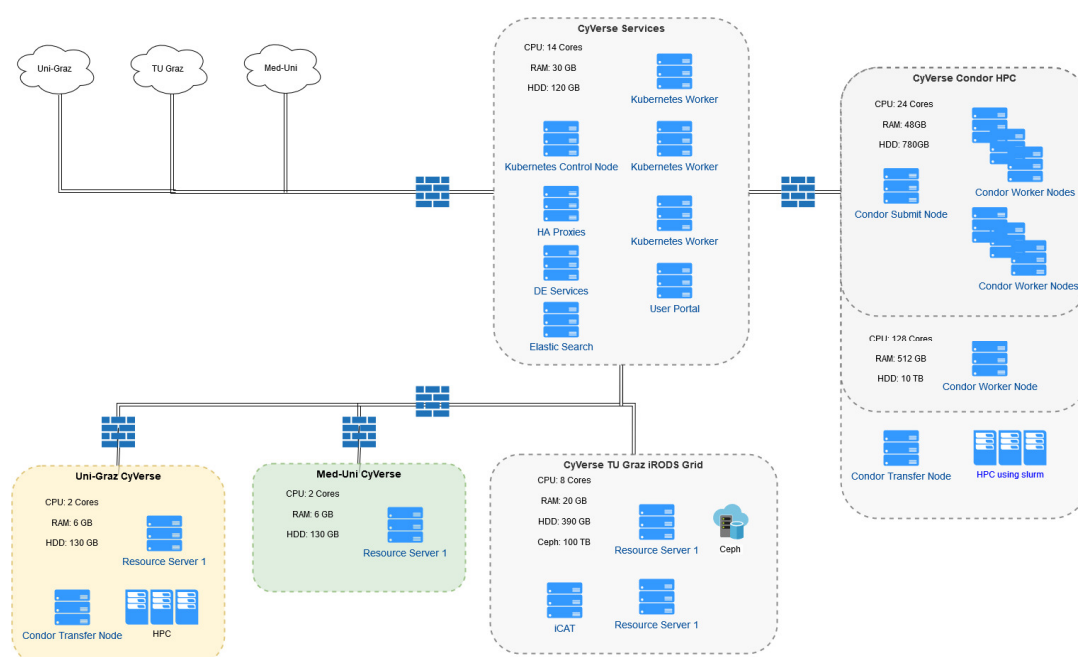 Uni-Graz
TU Graz
Med-Uni
CyVerse Services
CPU: 14 Cores
RAM: 30 GB
HDD: 120 GB
Kubernetes Worker
Kubernetes Control Node
Kubernetes Worker
HA Proxies
Kubernetes Worker
DE Services
User Portal
Elastic Search
CyVerse Condor HPC
CPU: 24 Cores
RAM: 48GB
HDD: 780GB
Condor Worker Nodes
Condor Submit Node
Condor Worker Nodes
CPU: 128 Cores
RAM: 512 GB
HDD: 10 TB
Condor Worker Node
Condor Transfer Node
HPC using slurm
Uni-Graz CyVerse
CPU: 2 Cores
RAM: 6 GB
HDD: 130 GB
Resource Server 1
Condor Transfer Node
HPC
Med-Uni CyVerse
CPU: 2 Cores
RAM: 6 GB
HDD: 130 GB
Resource Server 1
CyVerse TU Graz iRODS Grid
CPU: 8 Cores
RAM: 20 GB
HDD: 390 GB
Ceph: 100 TB
Resource Server 1
Ceph
iCAT
Resource Server 1